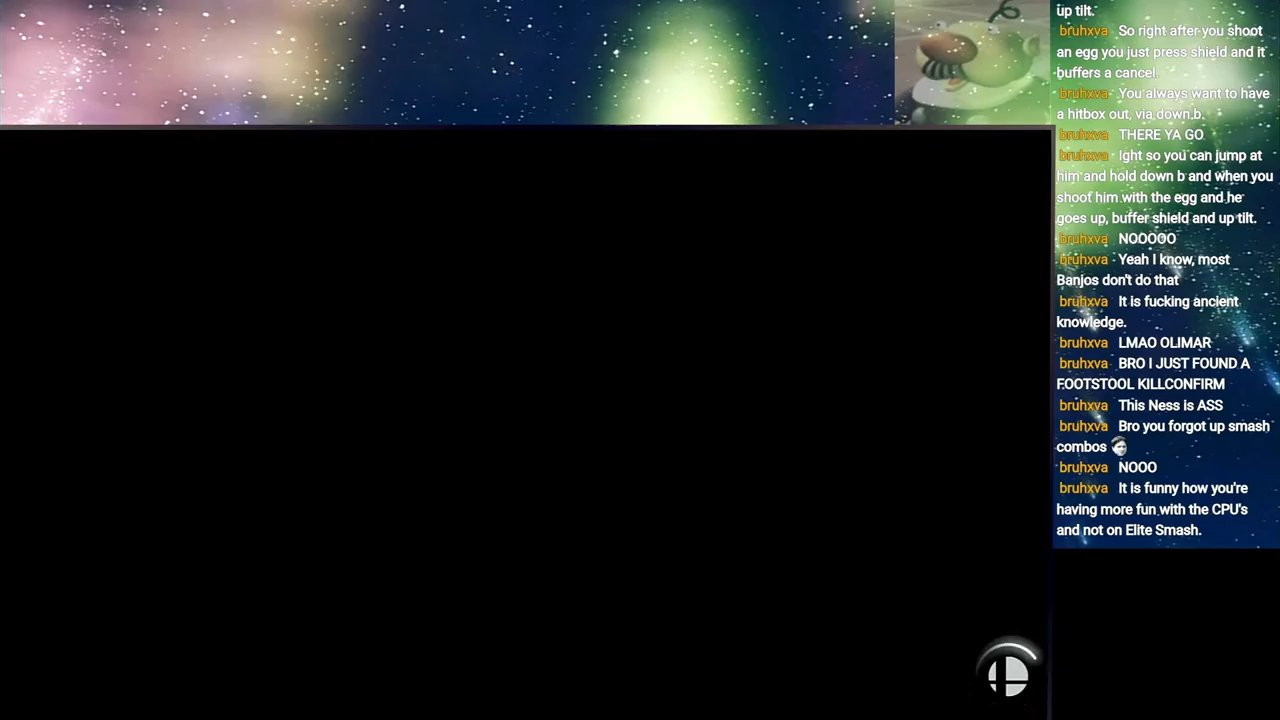 up tilt.
bruhxva So right after you shoot
an egg you just press shield and it
buffers a cancel.
bruhxva You always want to have
a hitbox out, via down b.
bruhxva THERE YA GO
bruhxva Ight so you can jump at
him and hold down b and when you
shoot him with the egg and he
goes up, buffer shield and up tilt.
bruhxva NOOOOO
bruhxva Yeah I know, most
Banjos don't do that
bruhxva It is fucking ancient
knowledge.
bruhxva LMAO OLIMAR
bruhxva BRO I JUST FOUND A
FOOTSTOOL KILLCONFIRM
bruhxva This Ness is ASS
bruhxva Bro you forgot up smash
combos
bruhxva NOOO
bruhxva It is funny how you're
having more fun with the CPU's
and not on Elite Smash.